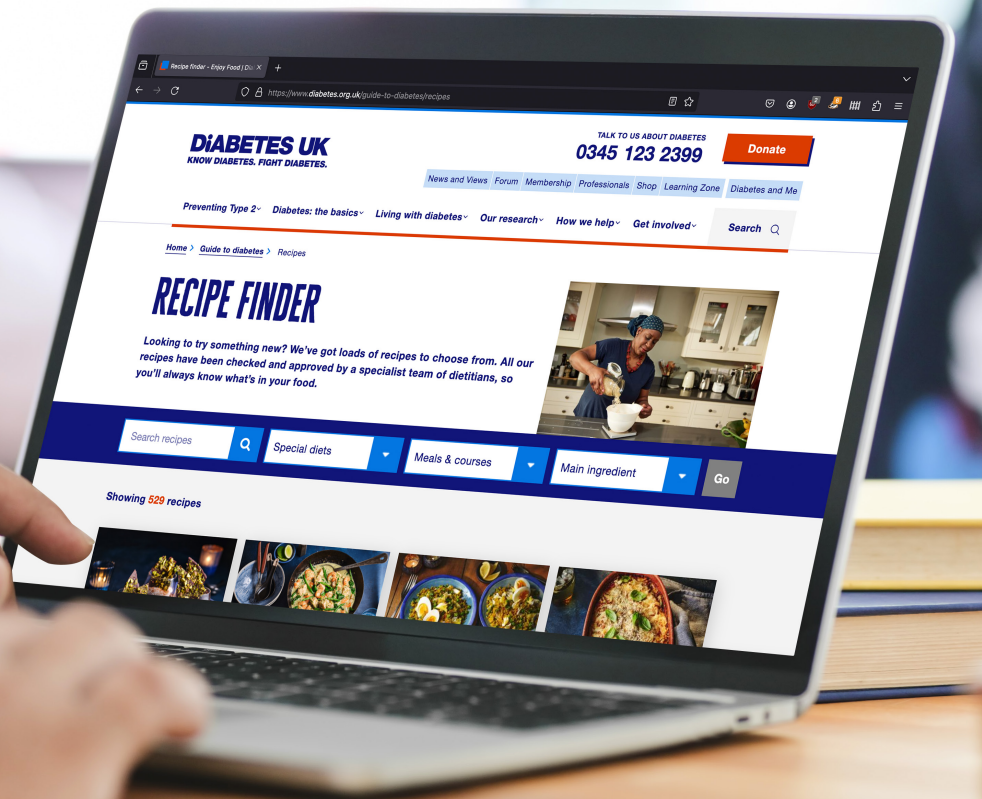 Recipe finder - Enjoy Food | Dia
https://www.diabetes.org.uk/guide-to-diabetes/recipes
2
DiABETES UK
KNOW DIABETES. FIGHT DIABETES.
TALK TO US ABOUT DIABETES
0345 123 2399
Donate
News and Views Forum Membership Professionals Shop Learning Zone Diabetes and Me
Preventing Type 2 Diabetes: the basics Living with diabetes Our research How we help Get involved Search
Home > Guide to diabetes > Recipes
RECIPE FINDER
Looking to try something new? We've got loads of recipes to choose from. All our
recipes have been checked and approved by a specialist team of dietitians, so
you'll always know what's in your food.
Search recipes Special diets Meals & courses Main ingredient Go
Showing 529 recipes